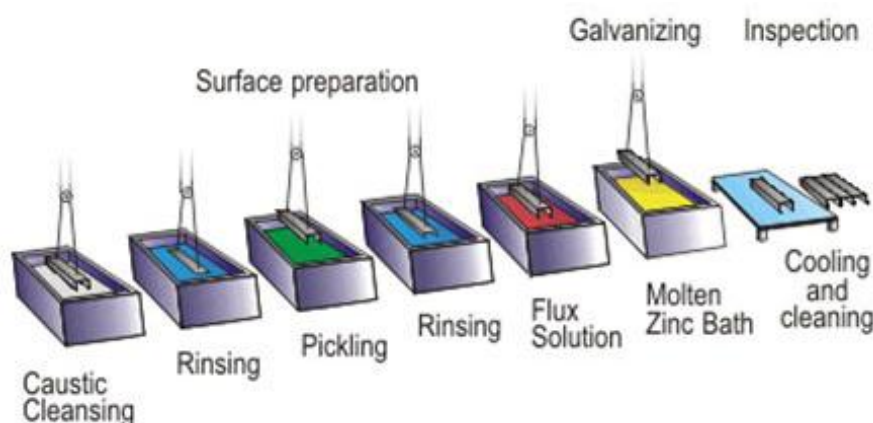 Galvanizing
Inspection
Surface preparation
Caustic
Cleansing
Rinsing
Pickling
Rinsing
Flux
Solution
Molten
Zinc Bath
Cooling
and
cleaning